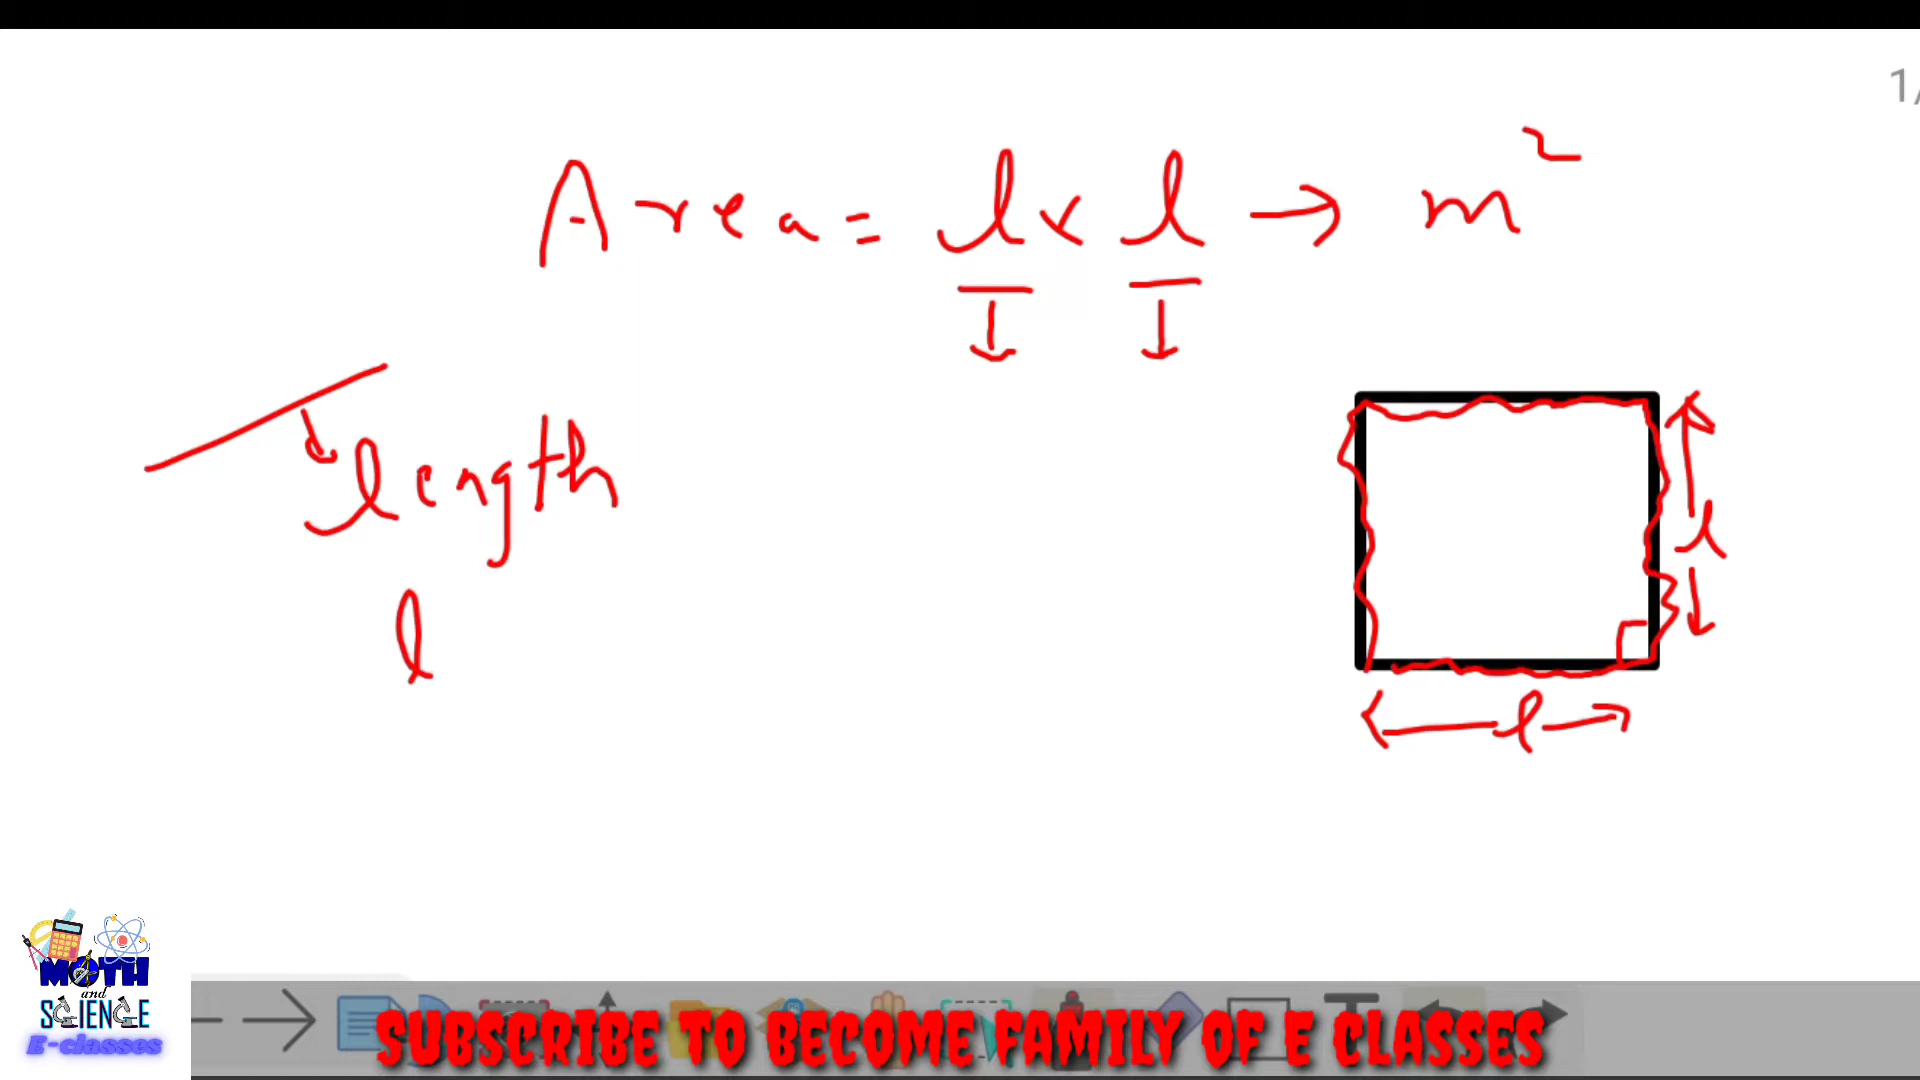 1/
Area = l x l → m²
length
l
l
l
MATH
and
SCIENCE
E-classes
SUBSCRIBE TO BECOME FAMILY OF E CLASSES